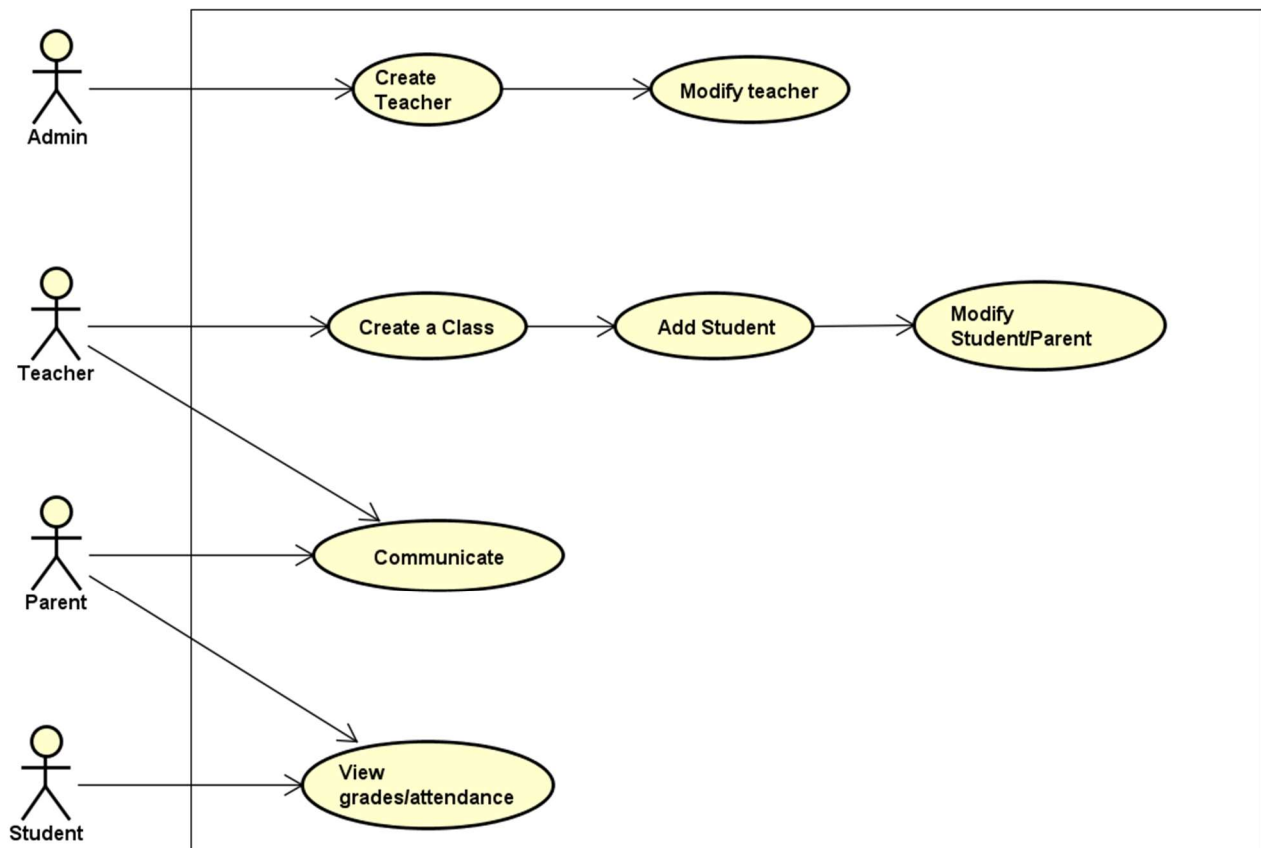 Admin
Create
Teacher
Modify teacher
Teacher
Create a Class
Add Student
Modify
Student/Parent
Parent
Communicate
Student
View
grades/attendance